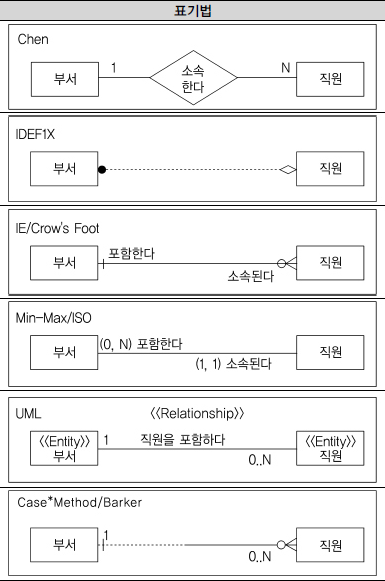 표기법
Chen
부서 1 소속 N 직원
한다
IDEF1X
부서 직원
IE/Crow's Foot
부서 포함한다 직원
소속된다
Min-Max/ISO
부서 (0, N) 포함한다 직원
(1, 1) 소속된다
UML 《Relationship》
《Entity》 1 직원을 포함하다 《Entity》
부서 0..N 직원
Case*Method/Barker
부서 1 직원
0..N